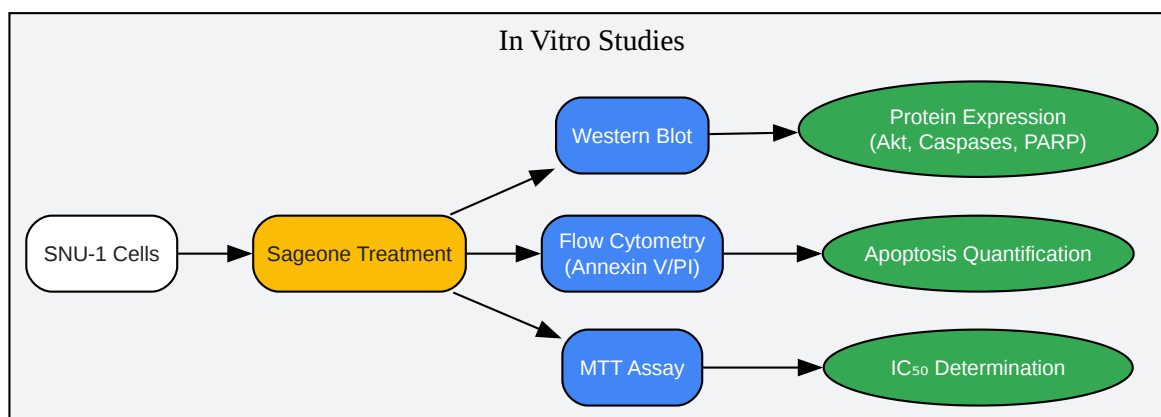 In Vitro Studies
SNU-1 Cells
Sageone Treatment
Western Blot
Protein Expression
(Akt, Caspases, PARP)
Flow Cytometry
(Annexin V/PI)
Apoptosis Quantification
MTT Assay
IC₅₀ Determination